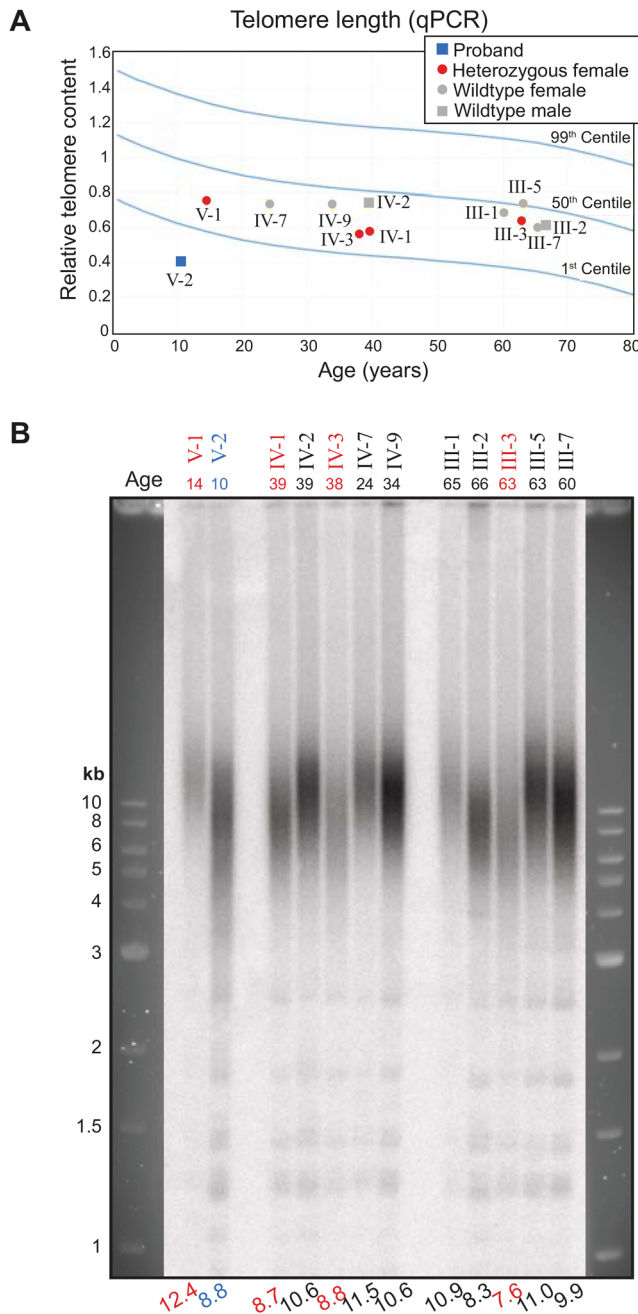 A
Telomere length (qPCR)
Proband
Heterozygous female
Wildtype female
Wildtype male
Relative telomere content
1.6
1.4
1.2
1
0.8
0.6
0.4
0.2
0
99th Centile
50th Centile
1st Centile
V-1
V-2
IV-7
IV-9
IV-2
IV-3
IV-1
III-5
III-1
III-3
III-2
III-7
0 10 20 30 40 50 60 70 80
Age (years)
B
V-1 V-2 IV-1 IV-2 IV-3 IV-7 IV-9 III-1 III-2 III-3 III-5 III-7
Age 14 10 39 39 38 24 34 65 66 63 63 60
kb
10
8
6
5
4
3
2
1.5
1
12.4 8.8 8.7 10.6 8.8 11.5 10.6 10.9 8.3 7.6 11.0 9.9